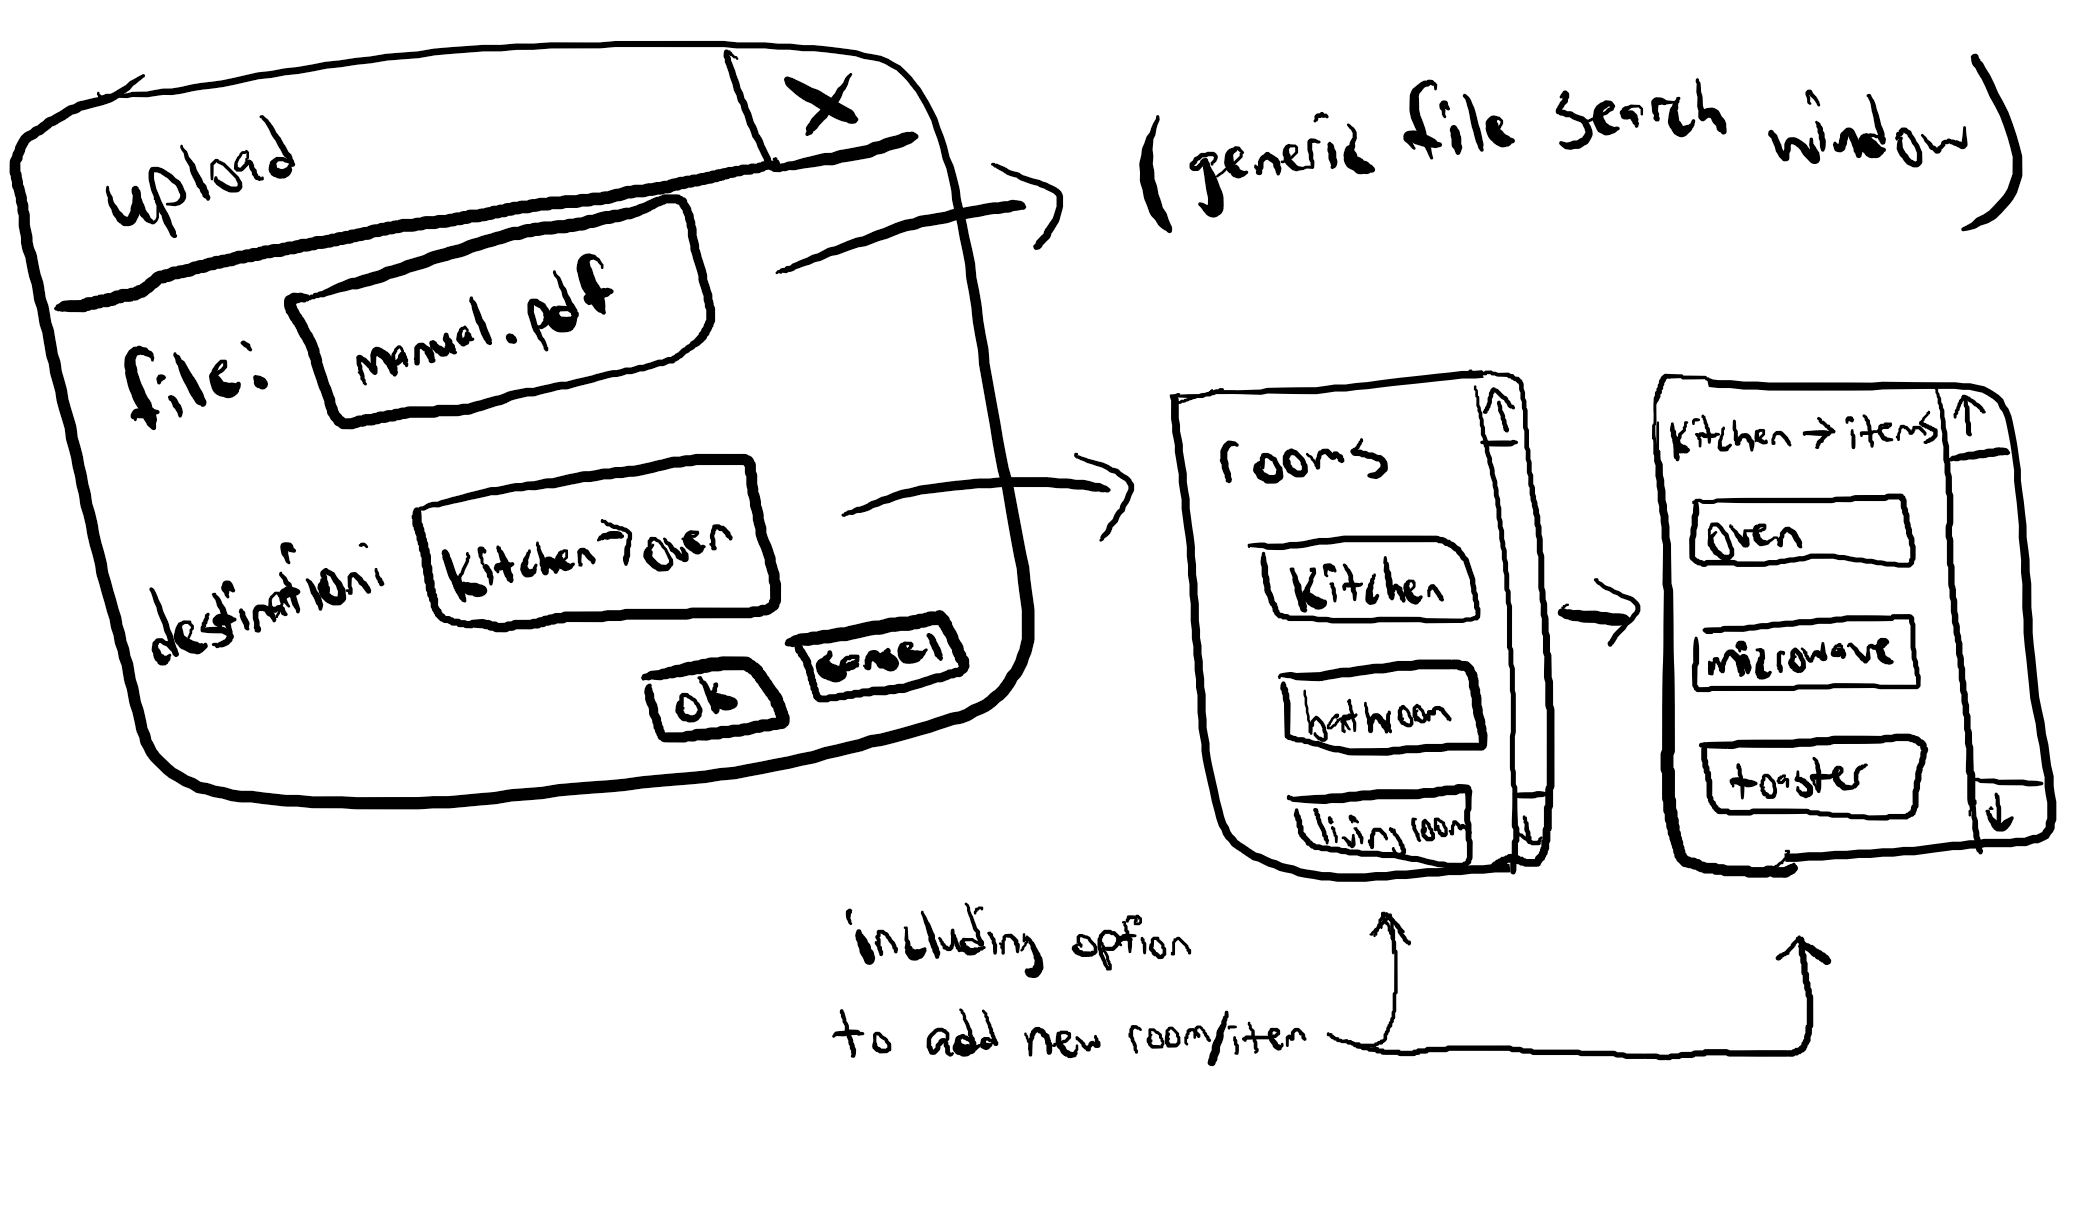 upload X
(generic file search window)
file: manual.pdf
destination: Kitchen→oven
ok cancel
rooms
Kitchen
bathroom
living room
Kitchen → items
oven
microwave
toaster
including option
to add new room/item